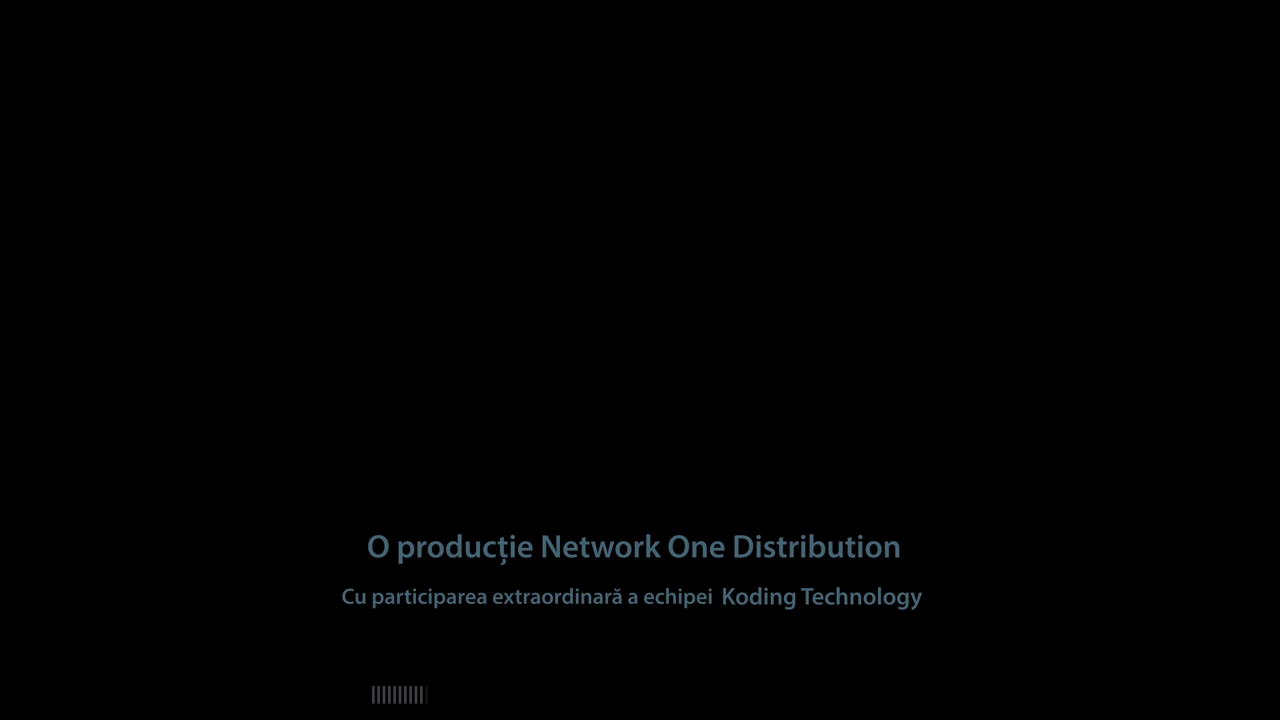 O producție Network One Distribution
Cu participarea extraordinară a echipei Koding Technology